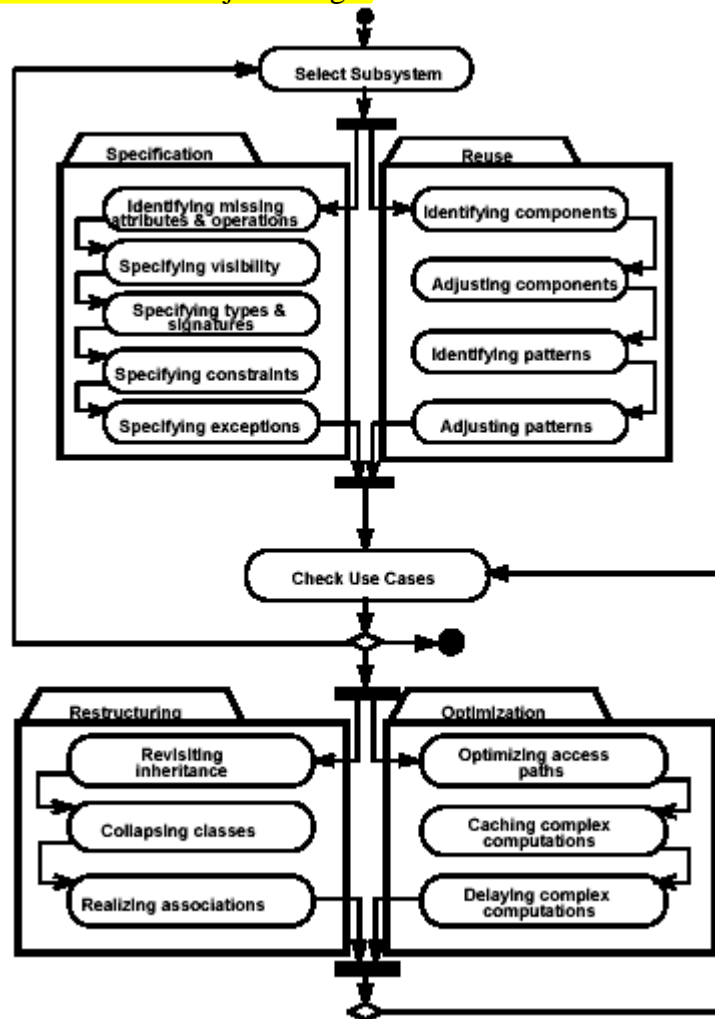 Select Subsystem
Specification
Reuse
Identifying missing
attributes & operations
Identifying components
Specifying visibility
Adjusting components
Specifying types &
signatures
Identifying patterns
Specifying constraints
Specifying exceptions
Adjusting patterns
Check Use Cases
Restructuring
Optimization
Revisiting
inheritance
Optimizing access
paths
Collapsing classes
Caching complex
computations
Realizing associations
Delaying complex
computations